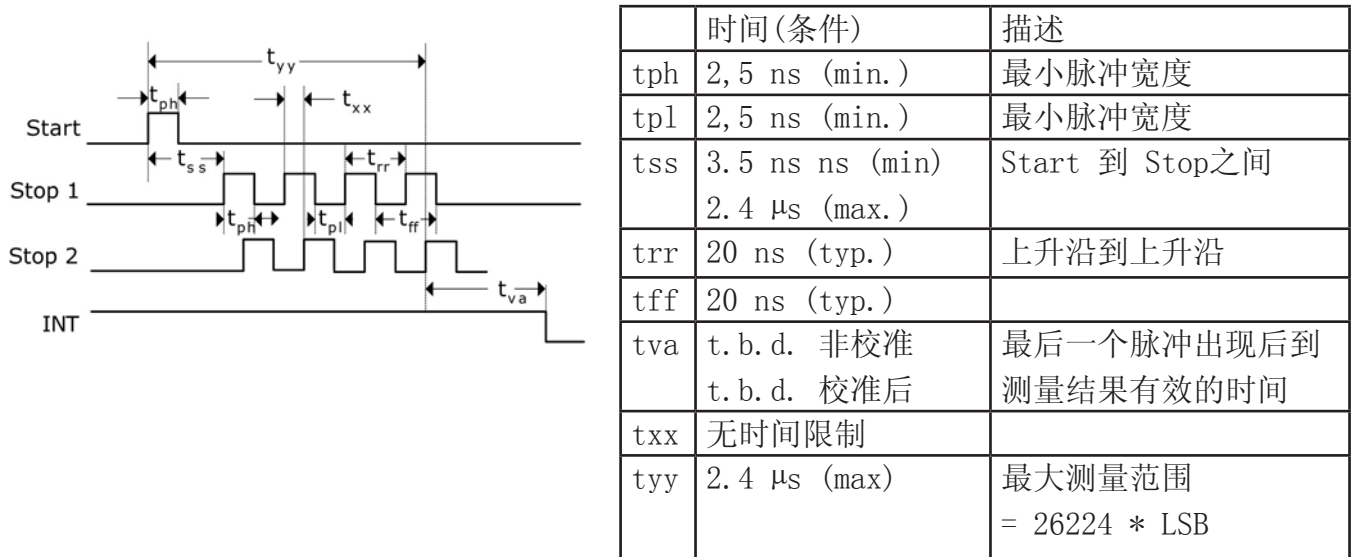 tyy
tph
txx
Start
tss
trr
Stop 1
tph
tpl
tff
Stop 2
tva
INT
时间(条件) 描述
tph 2,5 ns (min.) 最小脉冲宽度
tpl 2,5 ns (min.) 最小脉冲宽度
tss 3.5 ns ns (min) Start 到 Stop之间
2.4 μs (max.)
trr 20 ns (typ.) 上升沿到上升沿
tff 20 ns (typ.)
tva t.b.d. 非校准 最后一个脉冲出现后到
t.b.d. 校准后 测量结果有效的时间
txx 无时间限制
tyy 2.4 μs (max) 最大测量范围
= 26224 * LSB